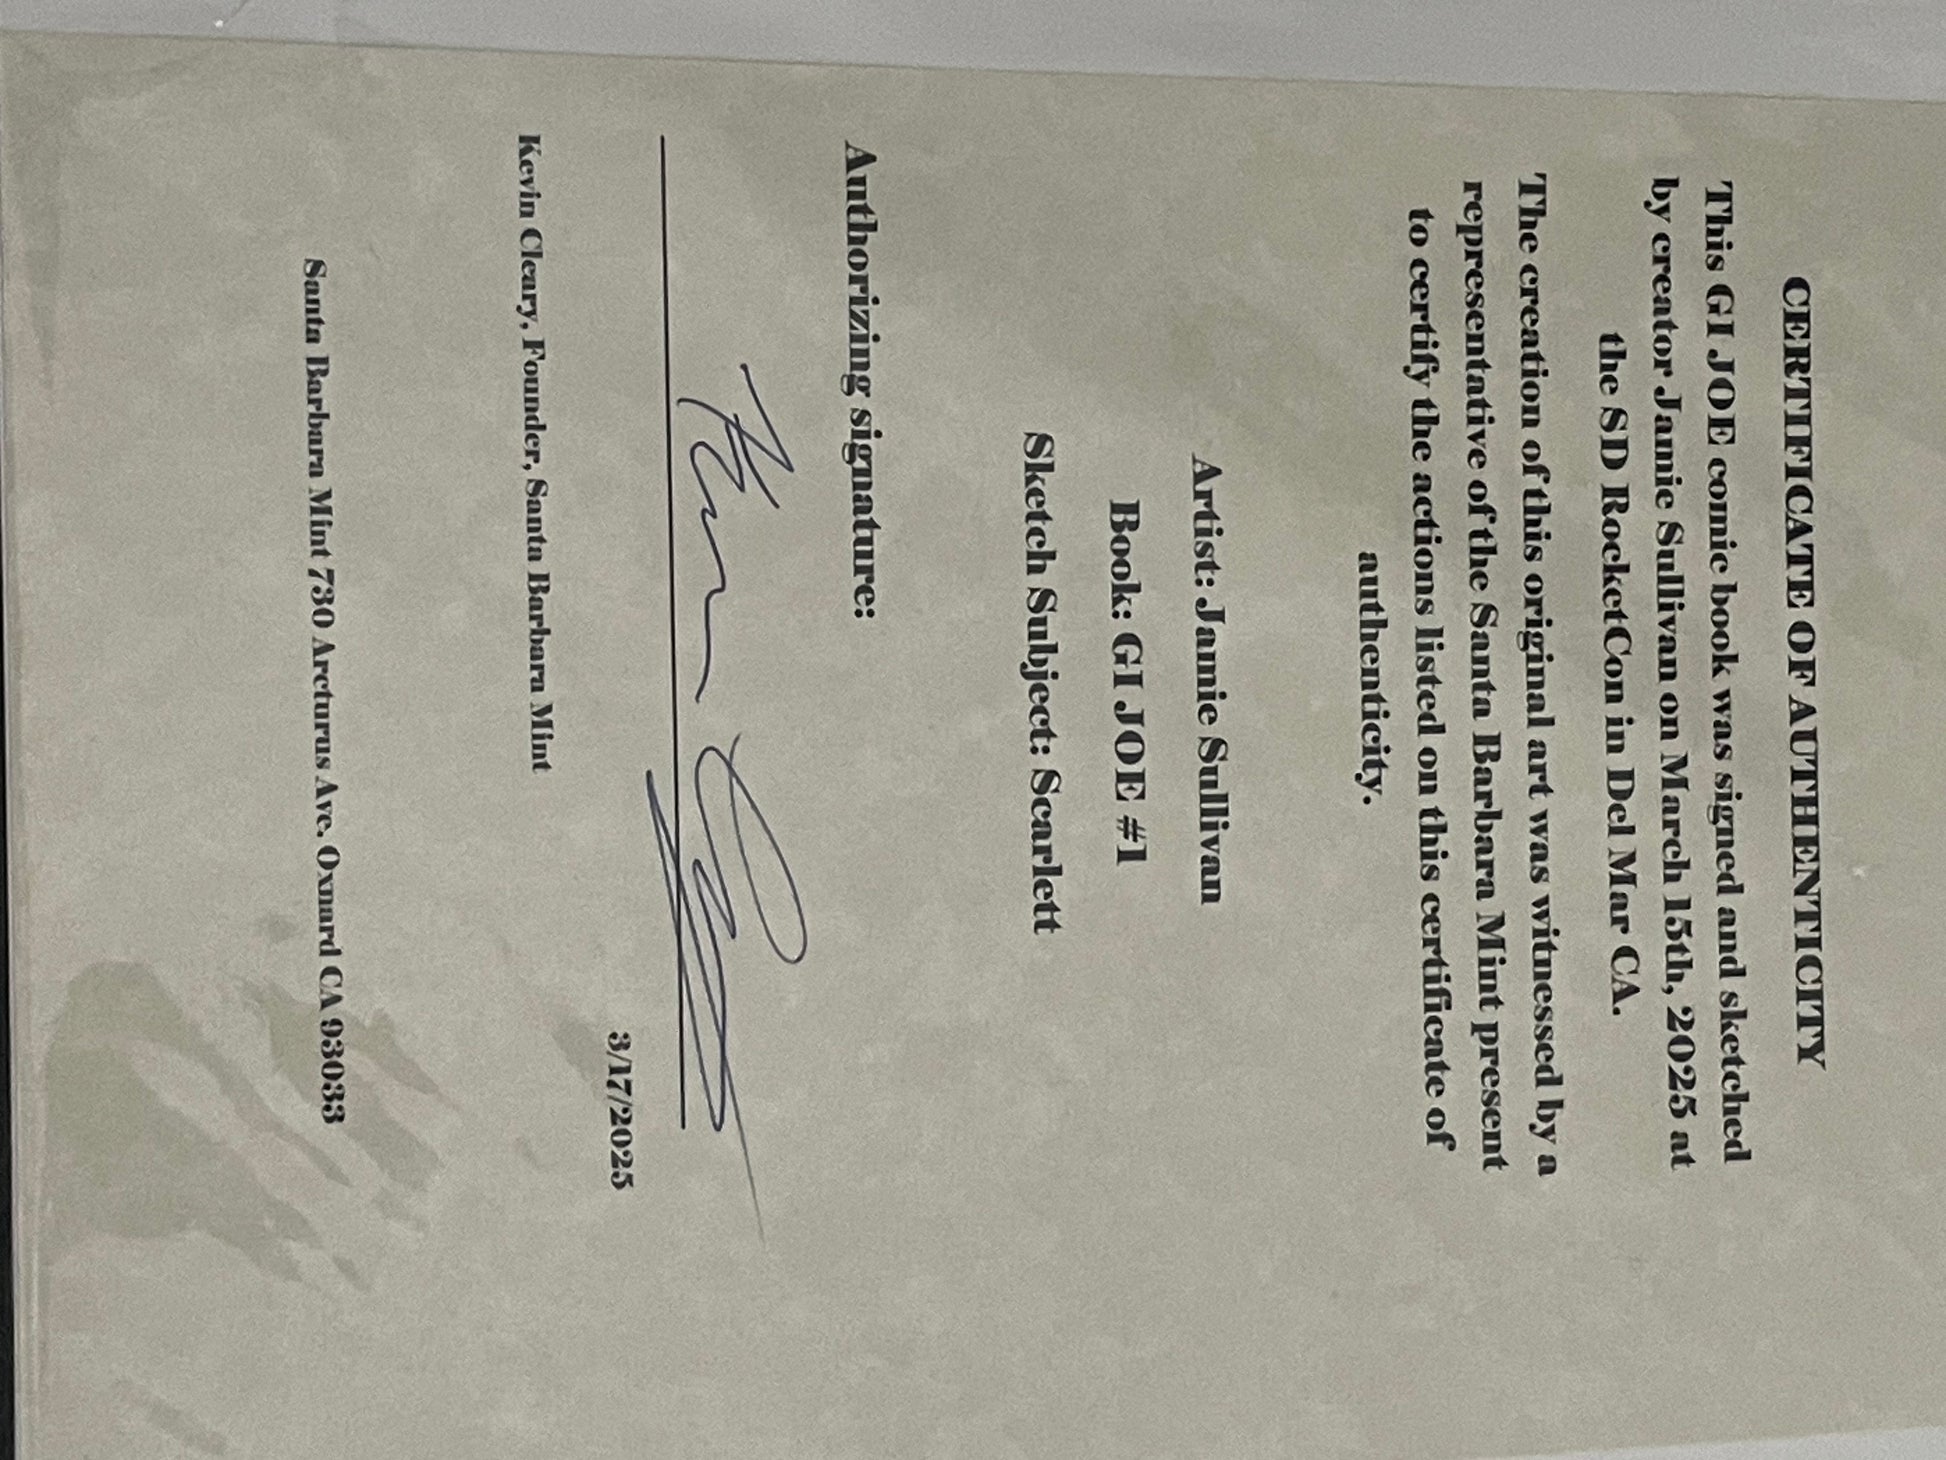 CERTIFICATE OF AUTHENTICITY
This GI JOE comic book was signed and sketched
by creator Jamie Sullivan on March 15th, 2025 at
the SD RocketCon in Del Mar CA.
The creation of this original art was witnessed by a
representative of the Santa Barbara Mint present
to certify the actions listed on this certificate of
authenticity.
Artist: Jamie Sullivan
Book: GI JOE #1
Sketch Subject: Scarlett
Authorizing signature:
3/17/2025
Kevin Cleary, Founder, Santa Barbara Mint
Santa Barbara Mint 730 Arcturus Ave. Oxnard CA 93033